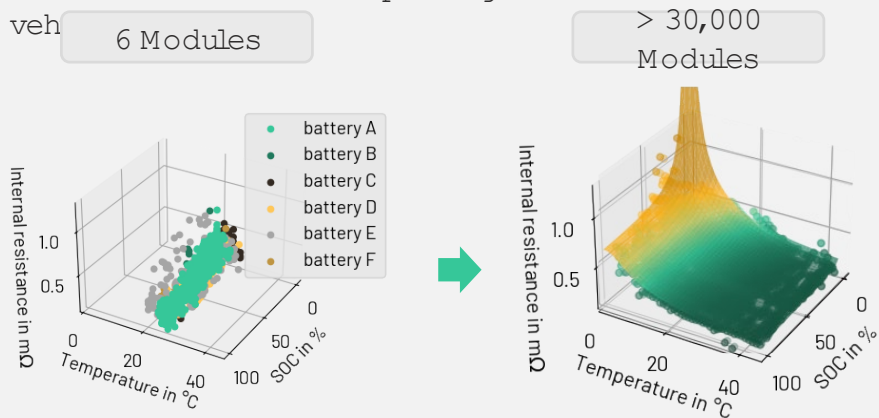 veh
6 Modules
> 30,000
Modules
battery A
battery B
battery C
battery D
battery E
battery F
Internal resistance in mΩ
1.0
0.5
0
20
40
Temperature in °C
0
50
100
SOC in %
Internal resistance in mΩ
1.0
0.5
0
20
40
Temperature in °C
0
50
100
SOC in %